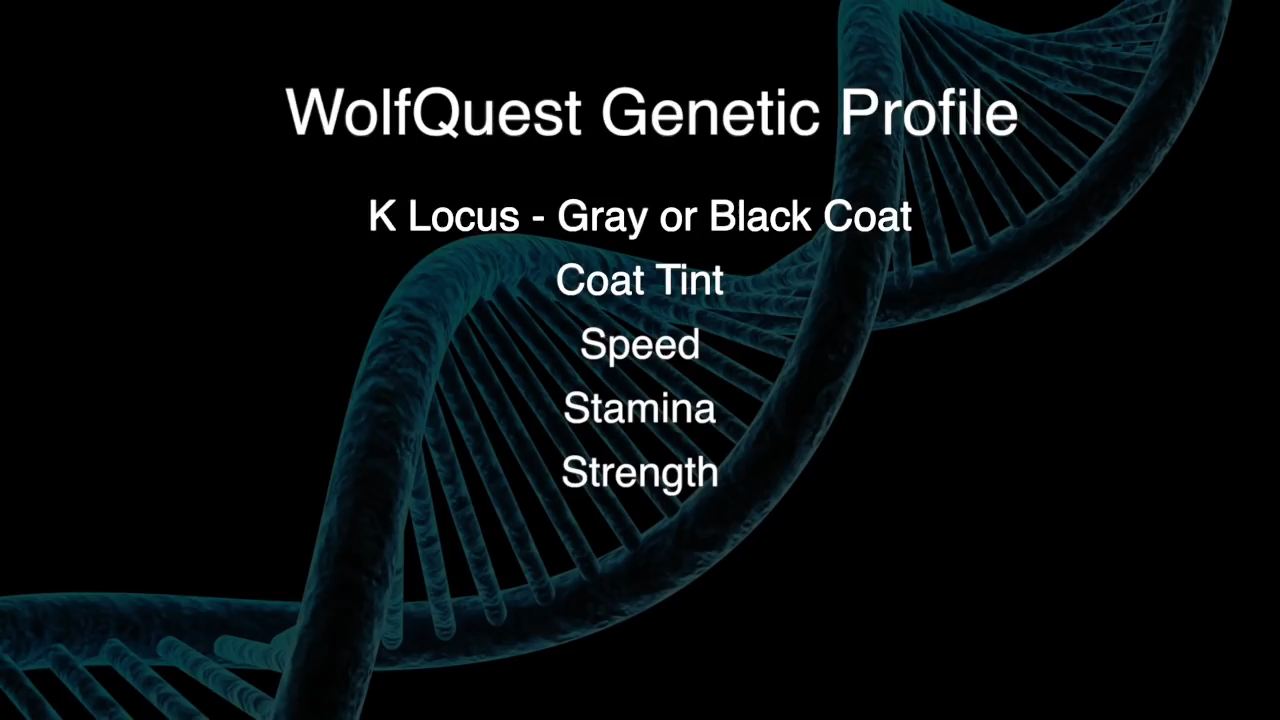 WolfQuest Genetic Profile
K Locus - Gray or Black Coat
Coat Tint
Speed
Stamina
Strength